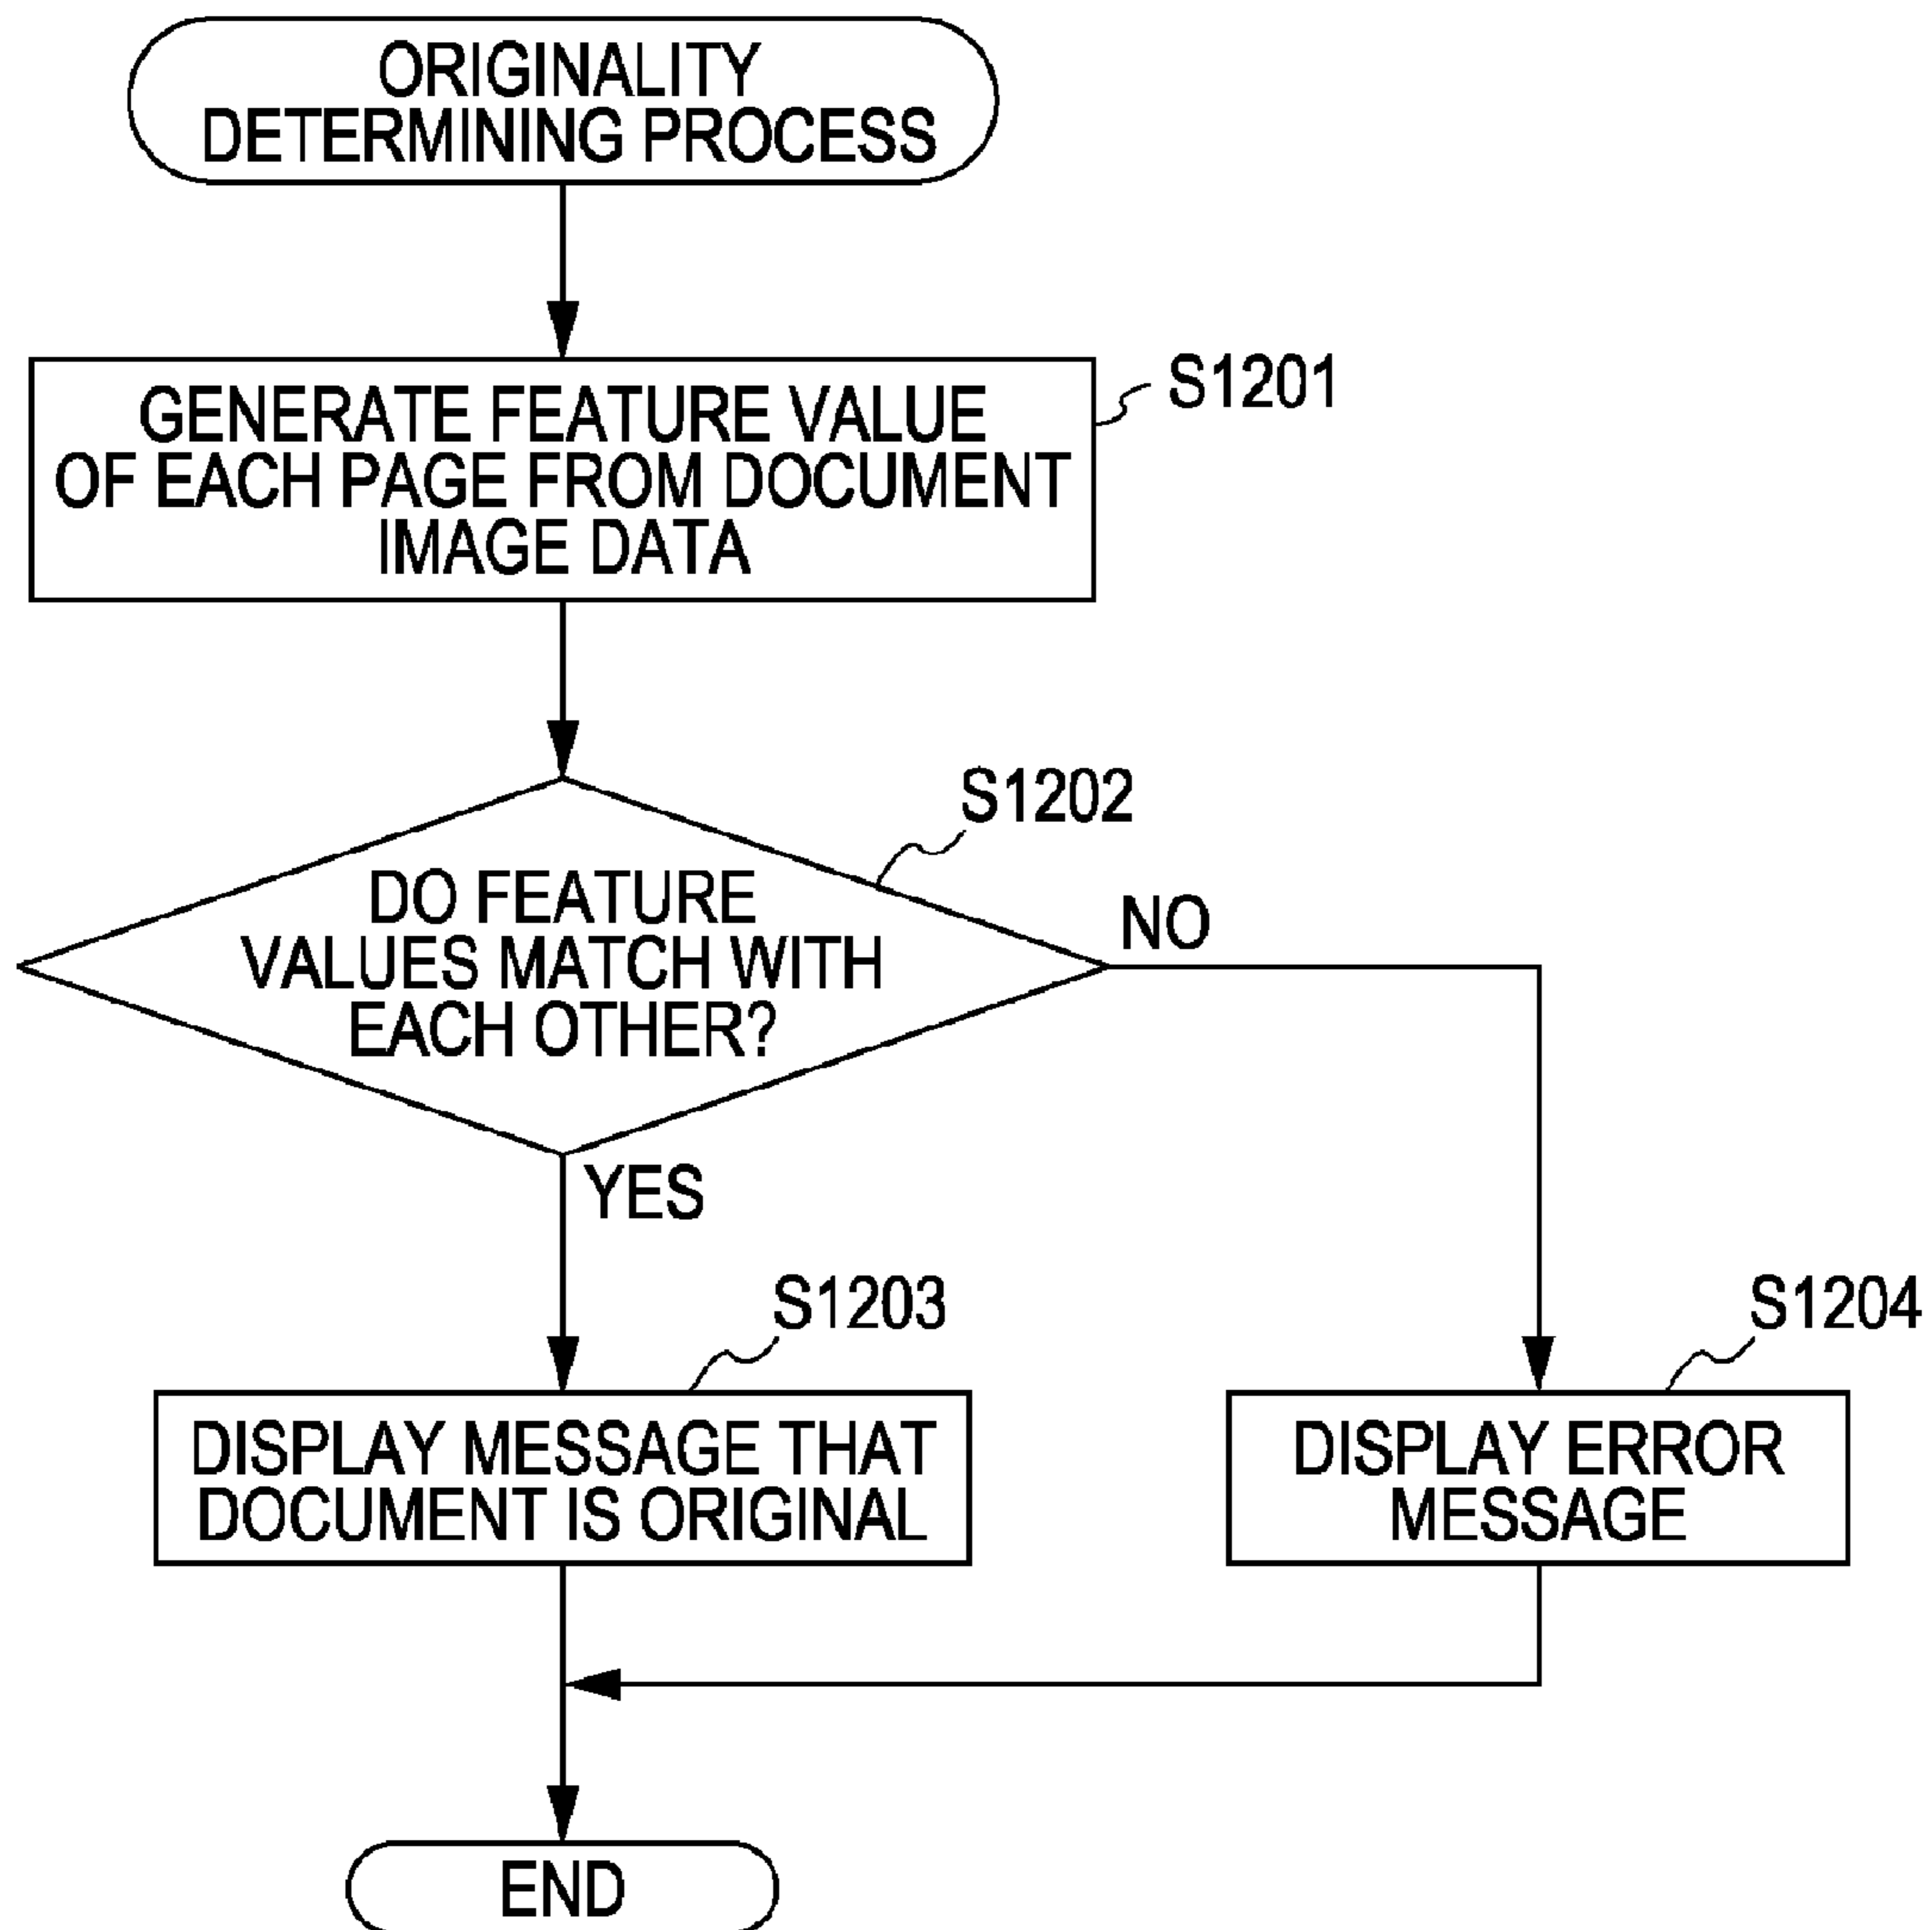 ORIGINALITY
DETERMINING PROCESS
GENERATE FEATURE VALUE
OF EACH PAGE FROM DOCUMENT
IMAGE DATA
S1201
S1202
DO FEATURE
VALUES MATCH WITH
EACH OTHER?
NO
YES
S1203
DISPLAY MESSAGE THAT
DOCUMENT IS ORIGINAL
S1204
DISPLAY ERROR
MESSAGE
END